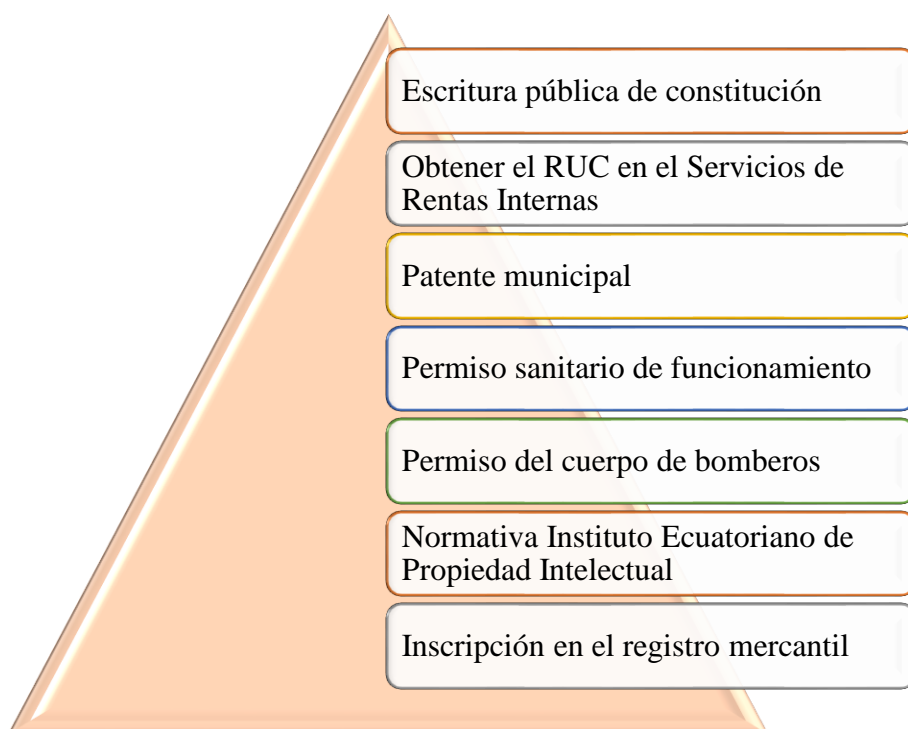 Escritura pública de constitución
Obtener el RUC en el Servicios de
Rentas Internas
Patente municipal
Permiso sanitario de funcionamiento
Permiso del cuerpo de bomberos
Normativa Instituto Ecuatoriano de
Propiedad Intelectual
Inscripción en el registro mercantil